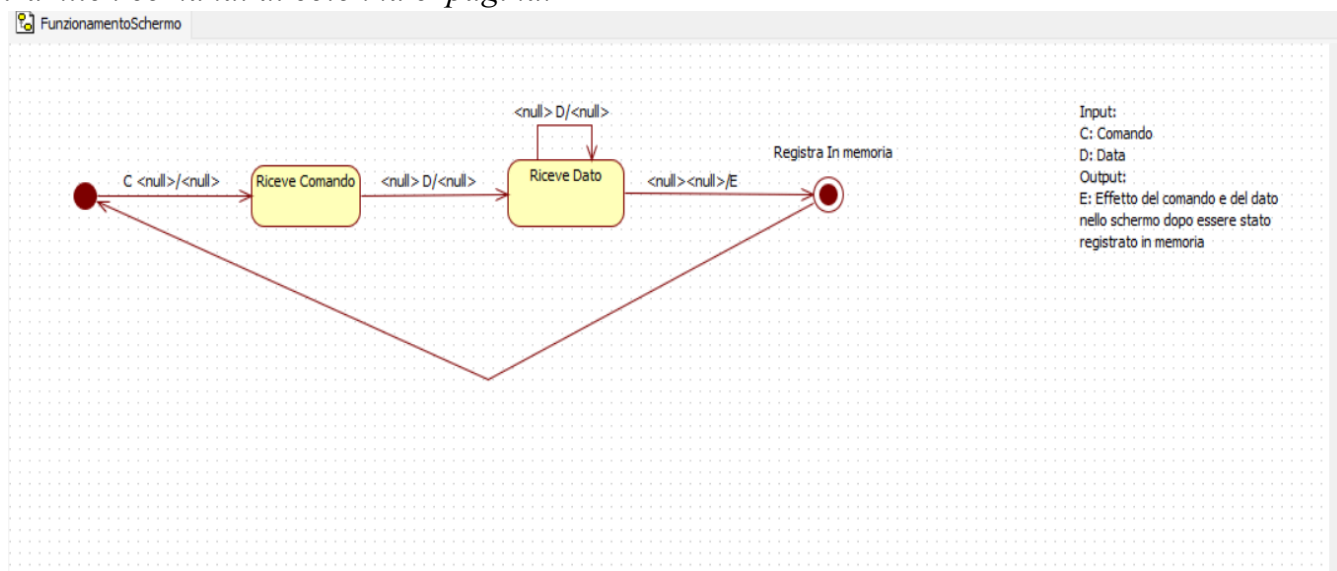 FunzionamentoSchermo
<null> D/<null>
Registra In memoria
C <null>/<null>
Riceve Comando
<null> D/<null>
Riceve Dato
<null><null>/E
Input:
C: Comando
D: Data
Output:
E: Effetto del comando e del dato
nello schermo dopo essere stato
registrato in memoria